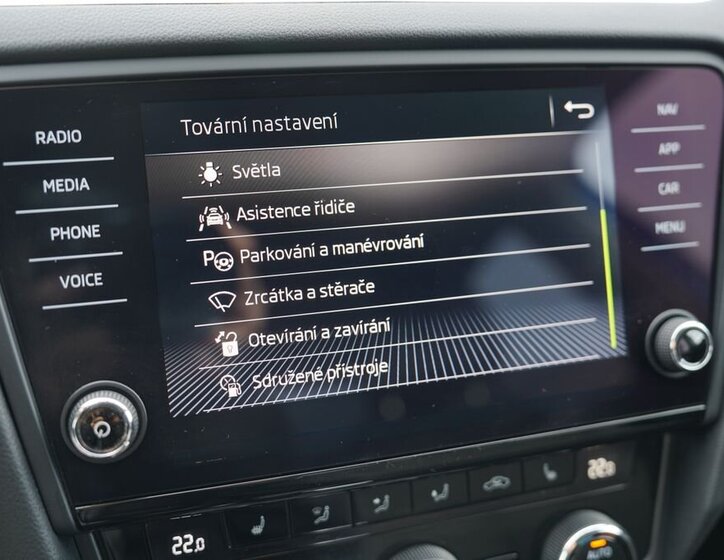 Tovární nastavení
Světla
Asistence řidiče
Parkování a manévrování
Zrcátka a stěrače
Otevírání a zavírání
Sdružené přístroje
RADIO
MEDIA
PHONE
VOICE
NAV
APP
CAR
MENU
22.0
22.0
AUTO